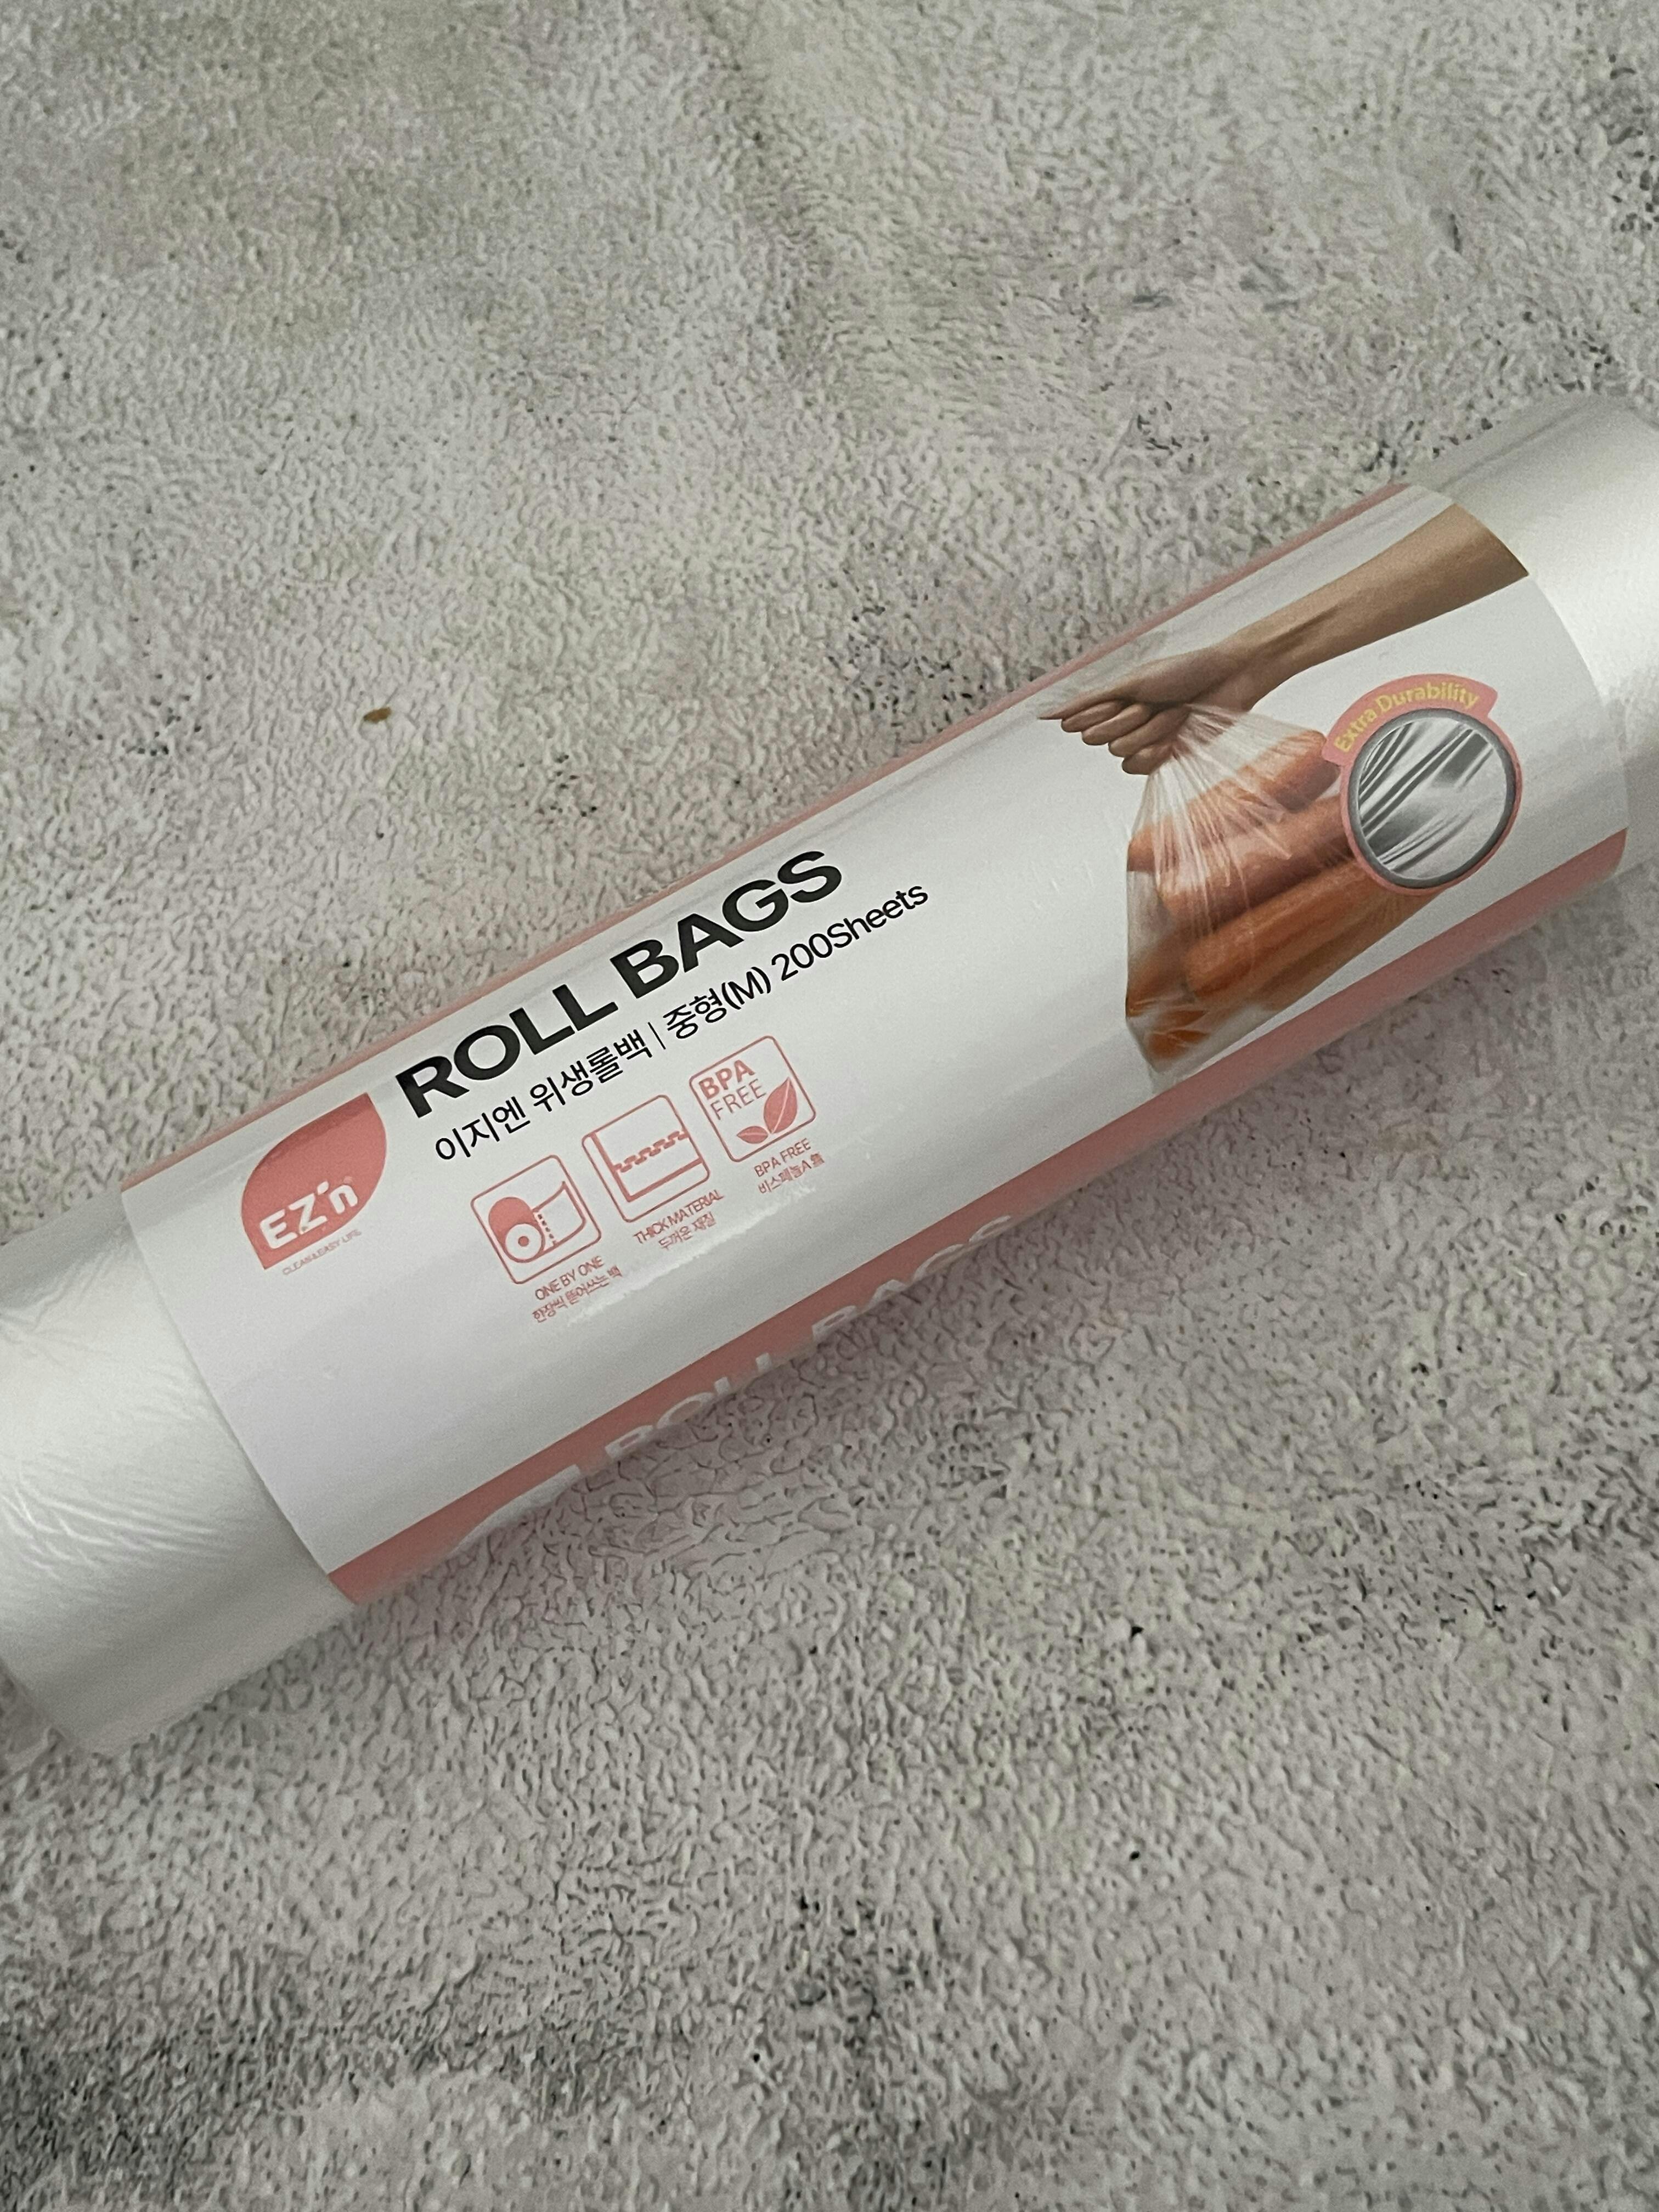 EZ'n
CLEAN&EASY LIFE
ROLL BAGS
이지엔 위생롤백 | 중형(M) 200Sheets
ONE BY ONE
한장씩 뜯어쓰는 백
THICK MATERIAL
두꺼운 재질
BPA
FREE
BPA FREE
비스페놀A 無
Extra Durability
ROLL BAGS